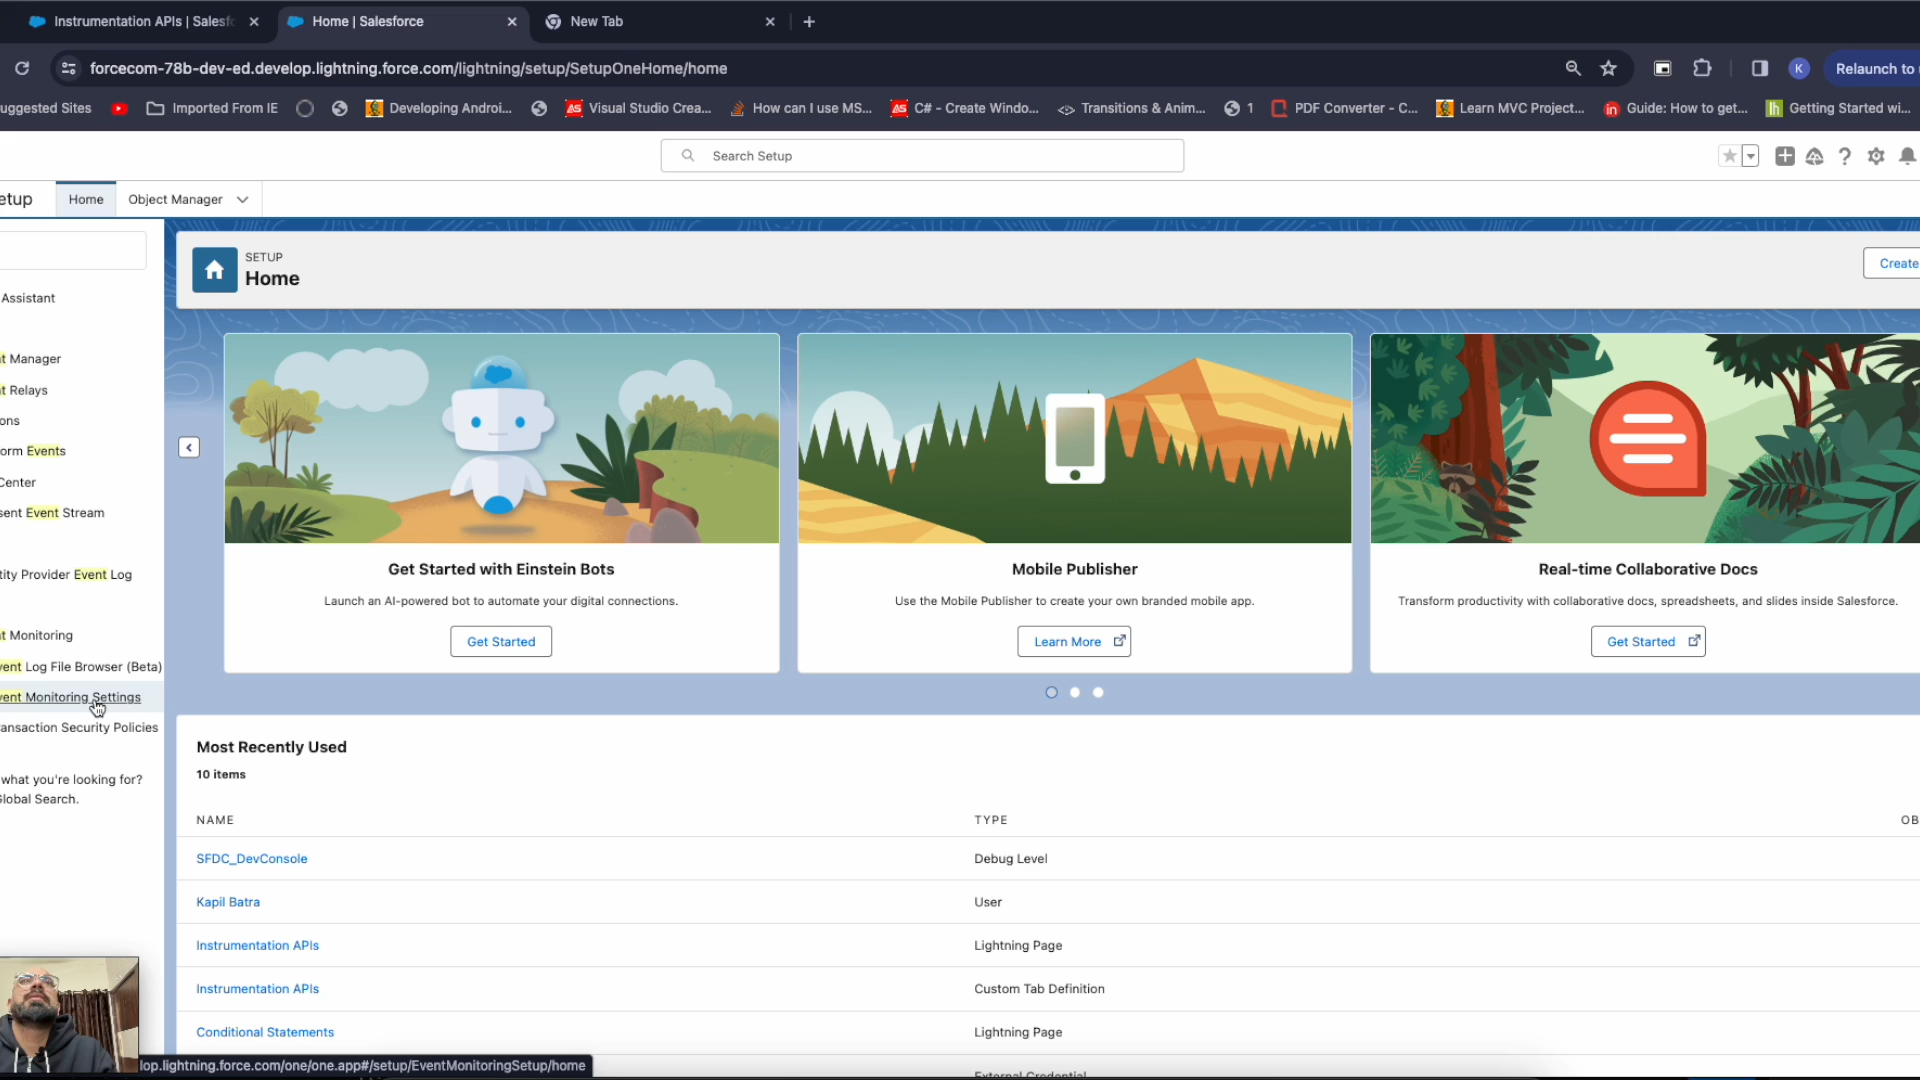 Instrumentation APIs | Salesf
Home | Salesforce
New Tab
forcecom-78b-dev-ed.develop.lightning.force.com/lightning/setup/SetupOneHome/home
K
Relaunch to
uggested Sites
Imported From IE
Developing Androi...
Visual Studio Crea...
How can I use MS...
C# - Create Windo...
Transitions & Anim...
1
PDF Converter - C...
Learn MVC Project...
Guide: How to get...
Getting Started wi...
Search Setup
etup
Home
Object Manager
SETUP
Home
Create
Assistant
t Manager
t Relays
ons
orm Events
Center
sent Event Stream
tity Provider Event Log
t Monitoring
vent Log File Browser (Beta)
vent Monitoring Settings
ansaction Security Policies
what you're looking for?
Global Search.
Get Started with Einstein Bots
Launch an AI-powered bot to automate your digital connections.
Get Started
Mobile Publisher
Use the Mobile Publisher to create your own branded mobile app.
Learn More
Real-time Collaborative Docs
Transform productivity with collaborative docs, spreadsheets, and slides inside Salesforce.
Get Started
Most Recently Used
10 items
NAME
TYPE
OB
SFDC_DevConsole
Debug Level
Kapil Batra
User
Instrumentation APIs
Lightning Page
Instrumentation APIs
Custom Tab Definition
Conditional Statements
Lightning Page
External Credential
lop.lightning.force.com/one/one.app#/setup/EventMonitoringSetup/home